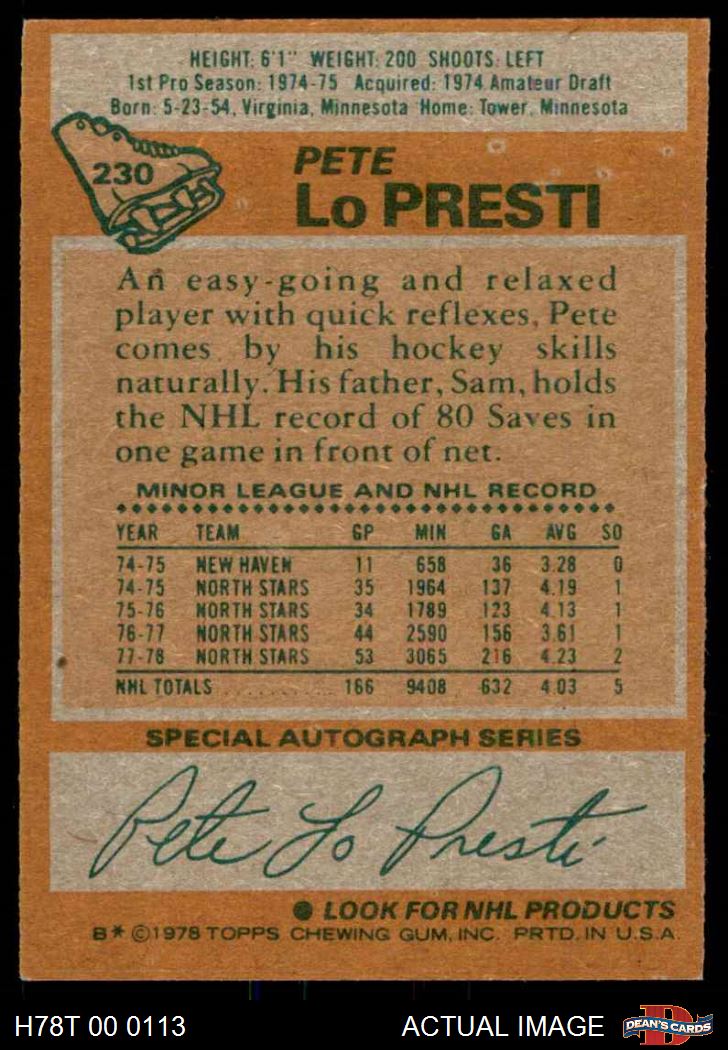 HEIGHT: 6'1" WEIGHT: 200 SHOOTS: LEFT
1st Pro Season: 1974-75 Acquired: 1974 Amateur Draft
Born: 5-23-54, Virginia, Minnesota Home: Tower, Minnesota
230
PETE
Lo PRESTI
An easy-going and relaxed
player with quick reflexes, Pete
comes by his hockey skills
naturally. His father, Sam, holds
the NHL record of 80 Saves in
one game in front of net.
MINOR LEAGUE AND NHL RECORD
YEAR TEAM GP MIN GA AVG SO
74-75 NEW HAVEN 11 658 36 3.28 0
74-75 NORTH STARS 35 1964 137 4.19 1
75-76 NORTH STARS 34 1789 123 4.13 1
76-77 NORTH STARS 44 2590 156 3.61 1
77-78 NORTH STARS 53 3065 216 4.23 2
NHL TOTALS 166 9408 632 4.03 5
SPECIAL AUTOGRAPH SERIES
Pete Lo Presti
LOOK FOR NHL PRODUCTS
B* ©1978 TOPPS CHEWING GUM, INC. PRTD. IN U.S.A.
H78T 00 0113 ACTUAL IMAGE DEAN'S CARDS